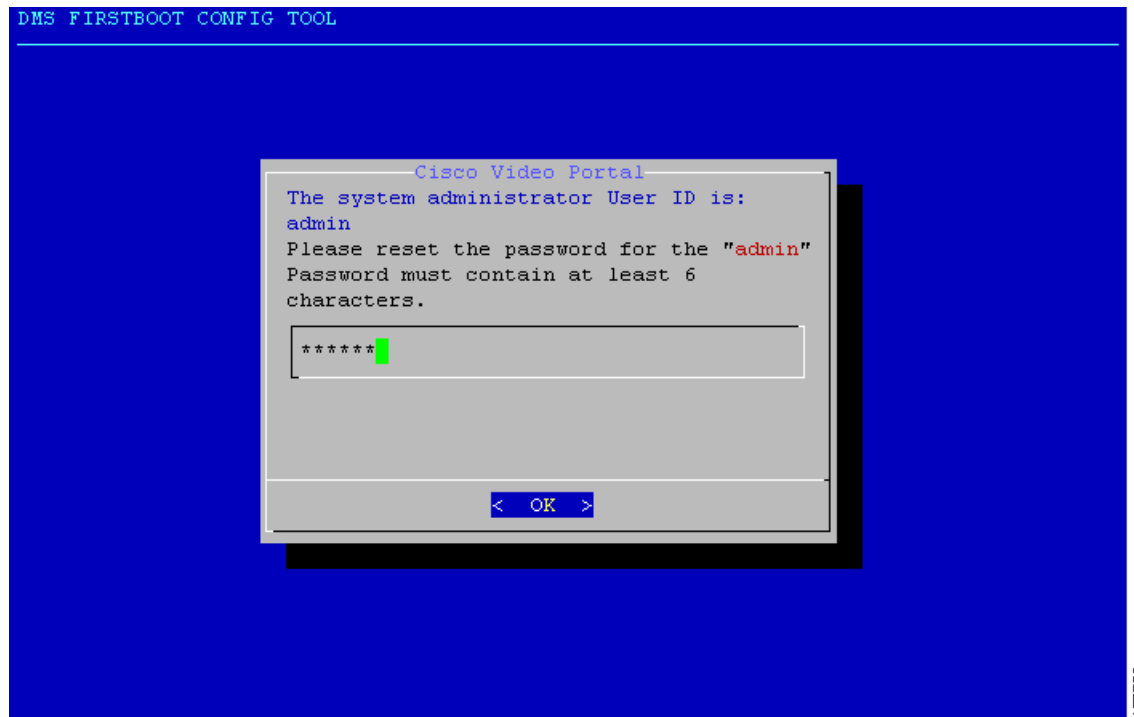 DMS FIRSTBOOT CONFIG TOOL
Cisco Video Portal
The system administrator User ID is:
admin
Please reset the password for the "admin"
Password must contain at least 6
characters.
******
< OK >